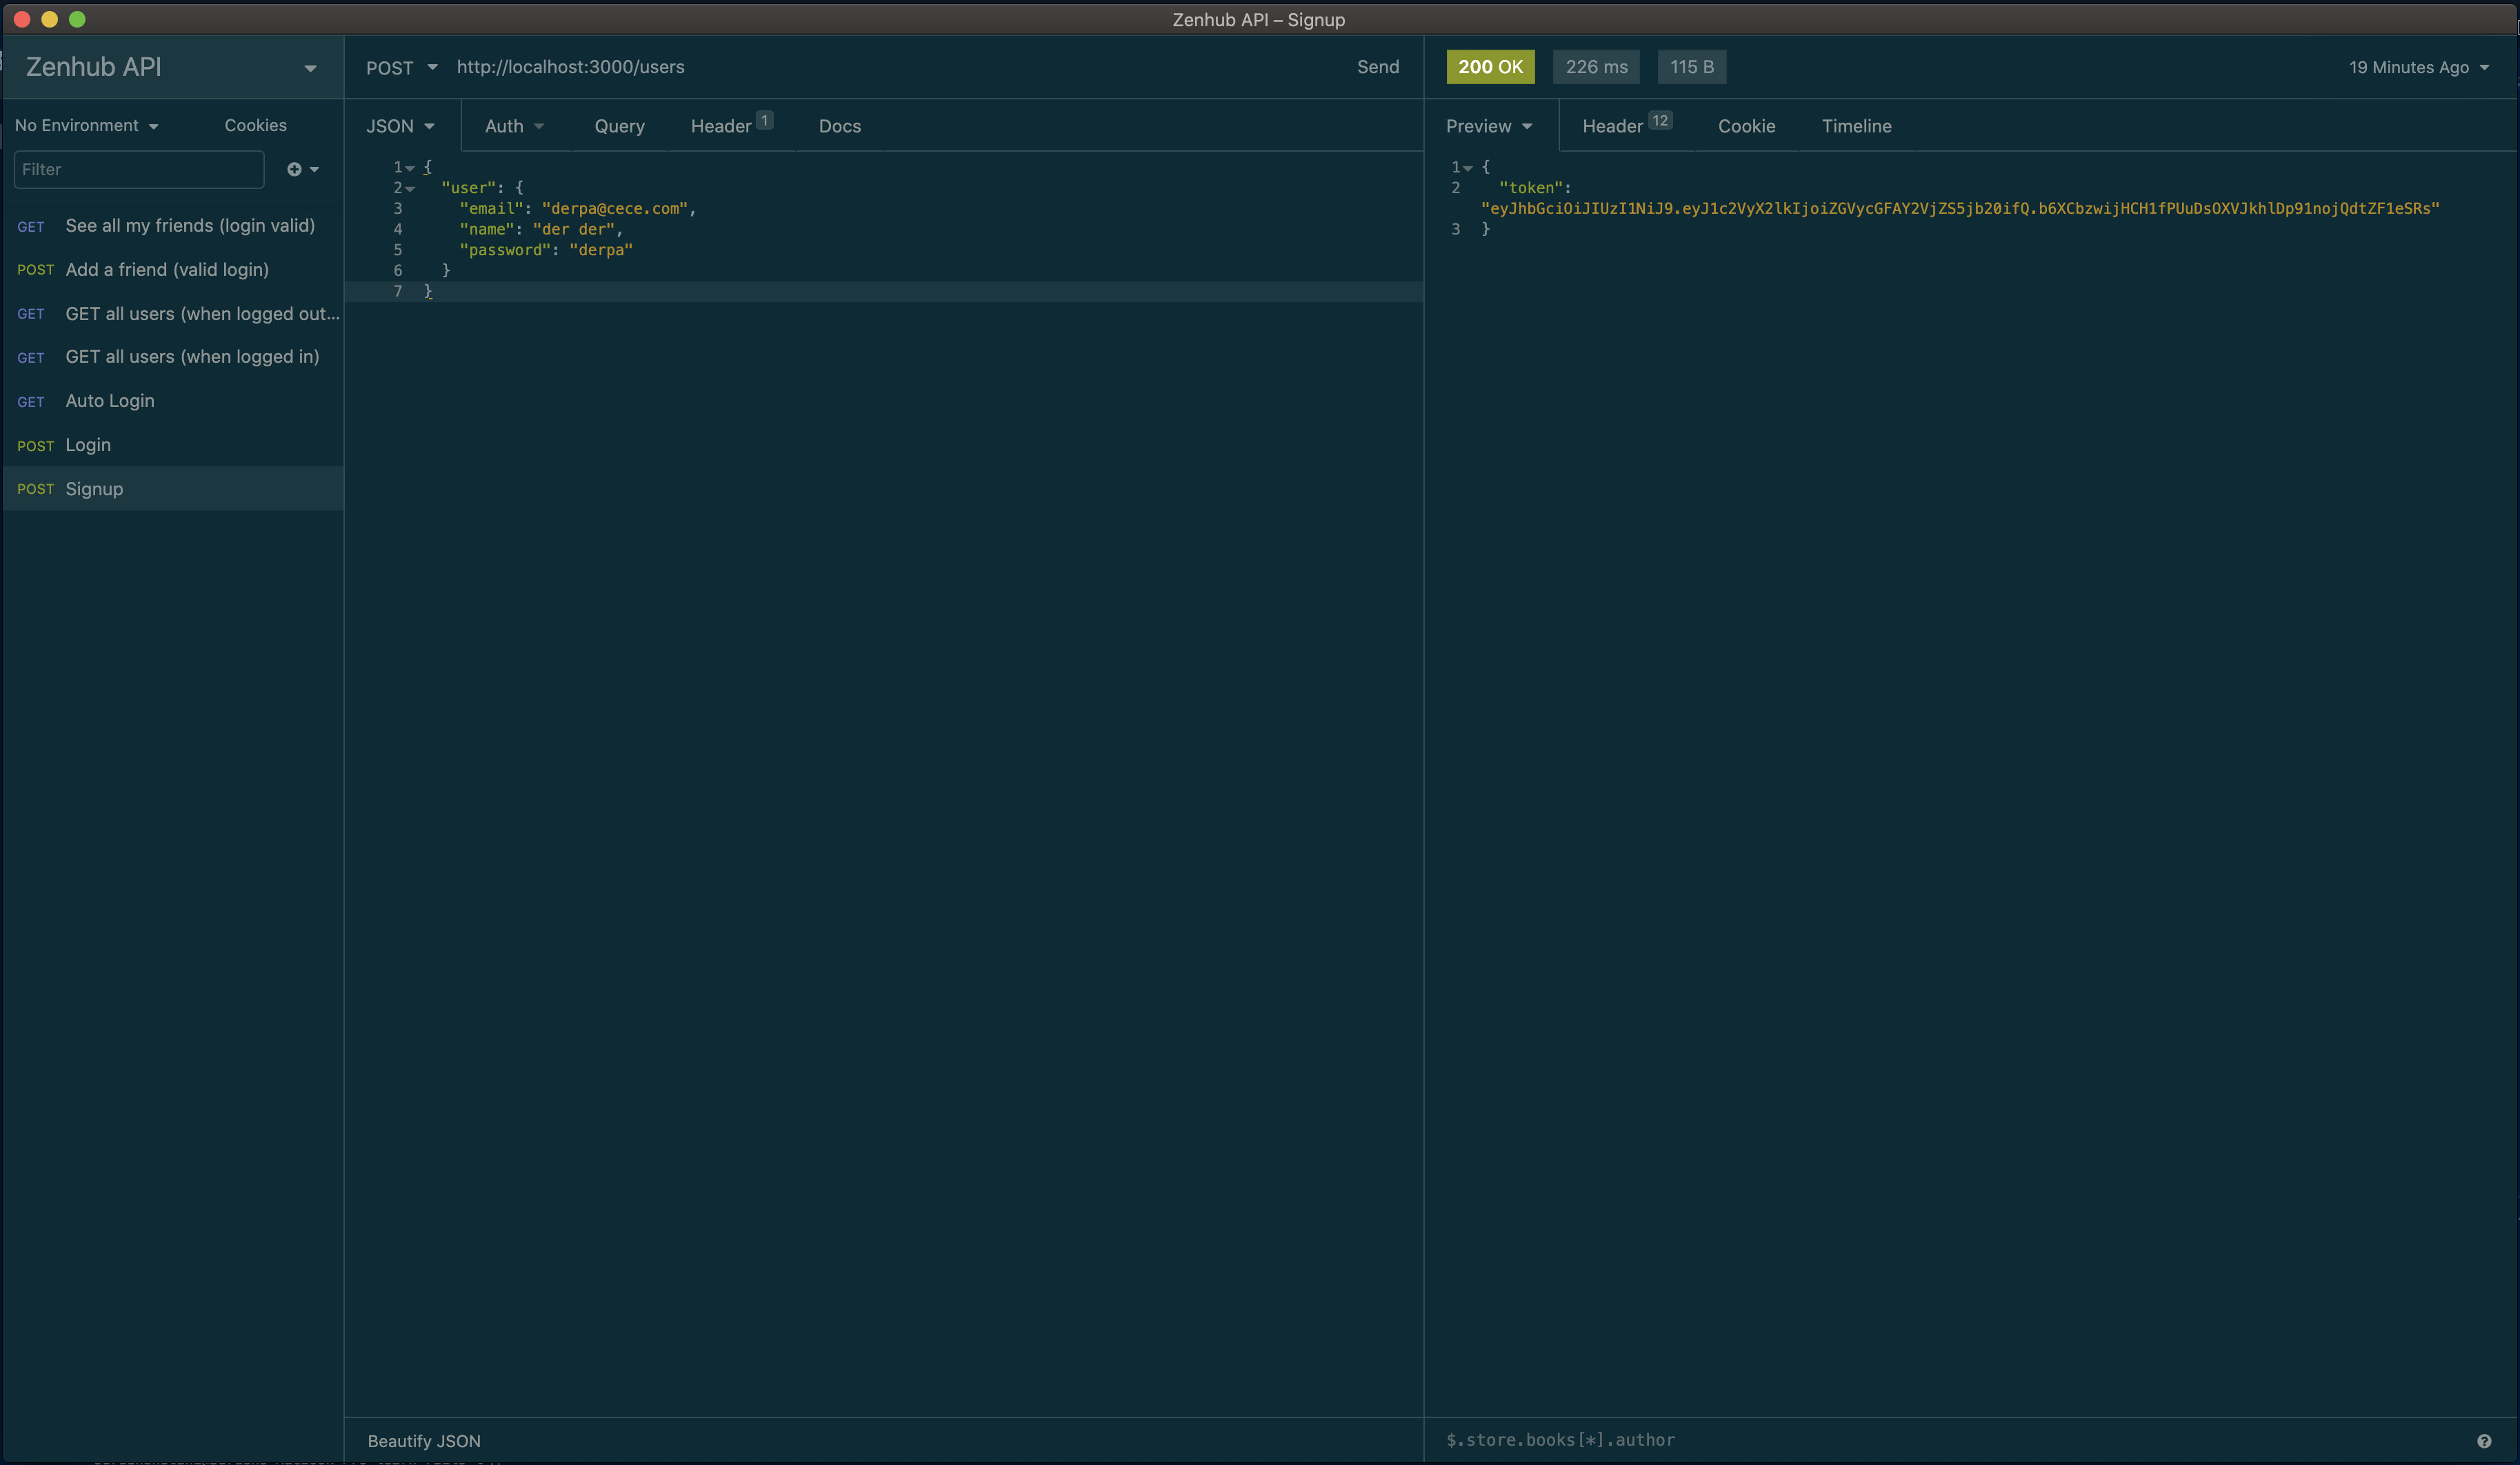 Zenhub API – Signup
Zenhub API
POST http://localhost:3000/users Send
200 OK 226 ms 115 B 19 Minutes Ago
No Environment Cookies
JSON Auth Query Header 1 Docs
Preview Header 12 Cookie Timeline
Filter
GET See all my friends (login valid)
POST Add a friend (valid login)
GET GET all users (when logged out...
GET GET all users (when logged in)
GET Auto Login
POST Login
POST Signup
1 {
2 "user": {
3 "email": "derpa@cece.com",
4 "name": "der der",
5 "password": "derpa"
6 }
7 }
1 {
2 "token":
"eyJhbGciOiJIUzI1NiJ9.eyJ1c2VyX2lkIjoiZGVycGFAY2VjZS5jb20ifQ.b6XCbzwijHCH1fPUuDsOXVJkhlDp91nojQdtZF1eSRs"
3 }
Beautify JSON
$.store.books[*].author